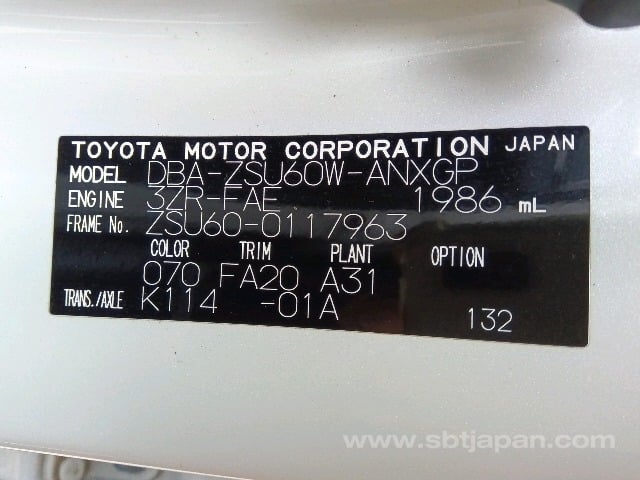 TOYOTA MOTOR CORPORATION JAPAN
MODEL DBA-ZSU60W-ANXGP
ENGINE 3ZR-FAE 1986 mL
FRAME No. ZSU60-0117963
COLOR TRIM PLANT OPTION
070 FA20 A31
TRANS./AXLE K114 -01A
132
www.sbtjapan.com